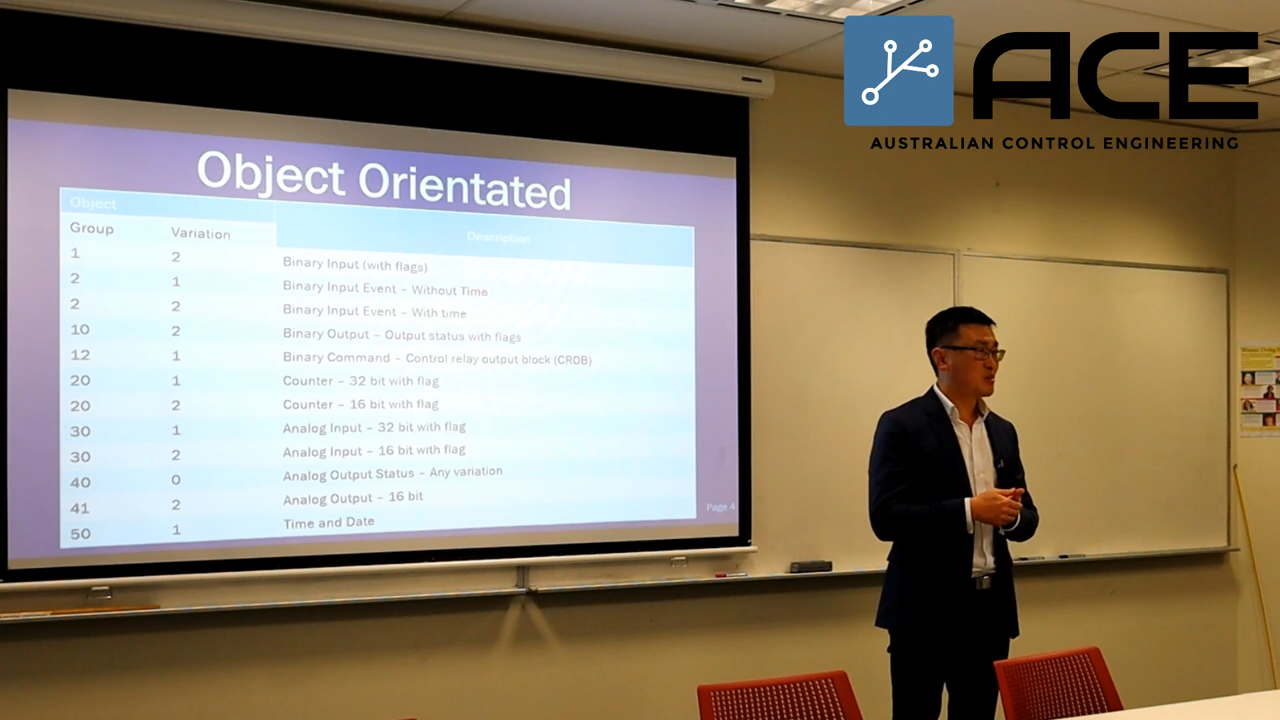 ACE
AUSTRALIAN CONTROL ENGINEERING
Object Orientated
Object
Description
Group Variation
1 2 Binary Input (with flags)
2 1 Binary Input Event – Without Time
2 2 Binary Input Event – With time
10 2 Binary Output – Output status with flags
12 1 Binary Command – Control relay output block (CROB)
20 1 Counter – 32 bit with flag
20 2 Counter – 16 bit with flag
30 1 Analog Input – 32 bit with flag
30 2 Analog Input – 16 bit with flag
40 0 Analog Output Status – Any variation
41 2 Analog Output – 16 bit
50 1 Time and Date
Page 4